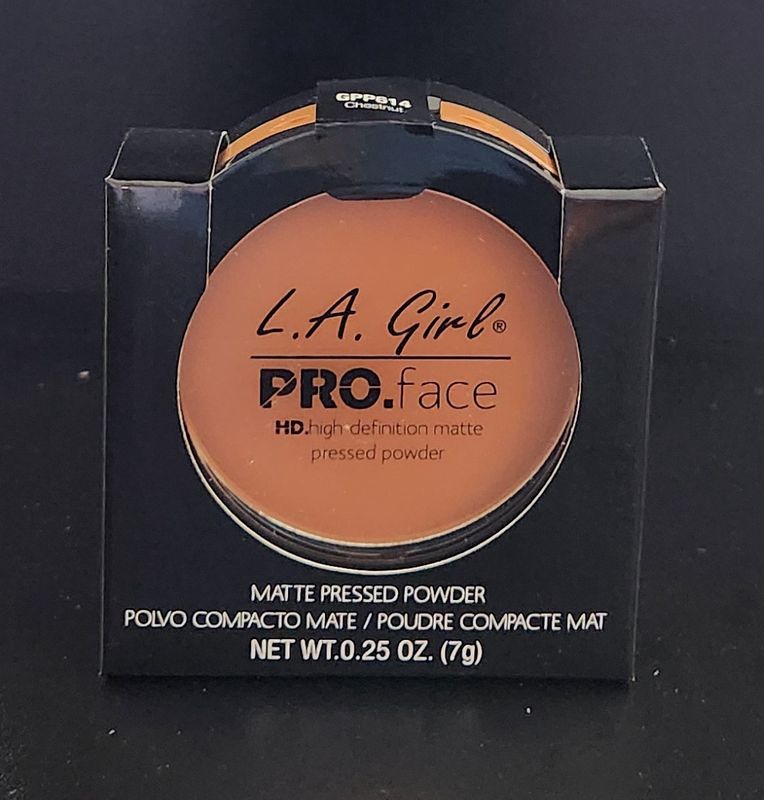 GPP614
Chestnut
L.A. Girl®
PRO.face
HD.high-definition matte
pressed powder
MATTE PRESSED POWDER
POLVO COMPACTO MATE / POUDRE COMPACTE MAT
NET WT.0.25 OZ. (7g)